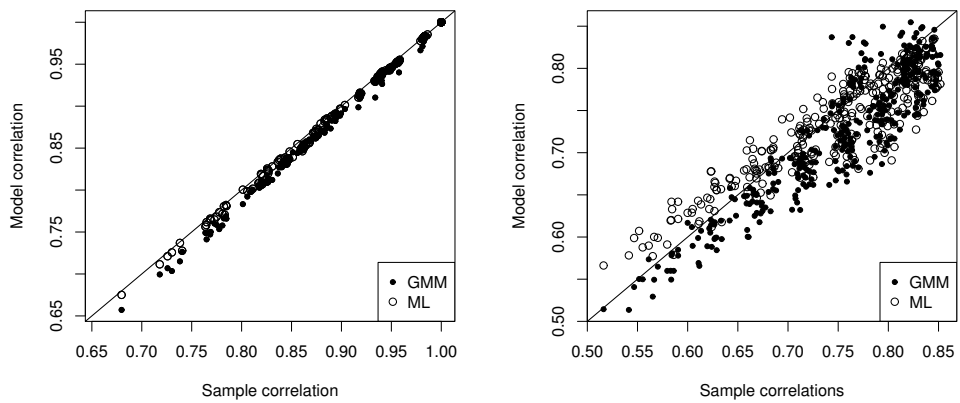 0.65 0.75 0.85 0.95
Model correlation
0.65 0.70 0.75 0.80 0.85 0.90 0.95 1.00
Sample correlation
GMM
ML
0.50 0.60 0.70 0.80
Model correlation
0.50 0.55 0.60 0.65 0.70 0.75 0.80 0.85
Sample correlations
GMM
ML